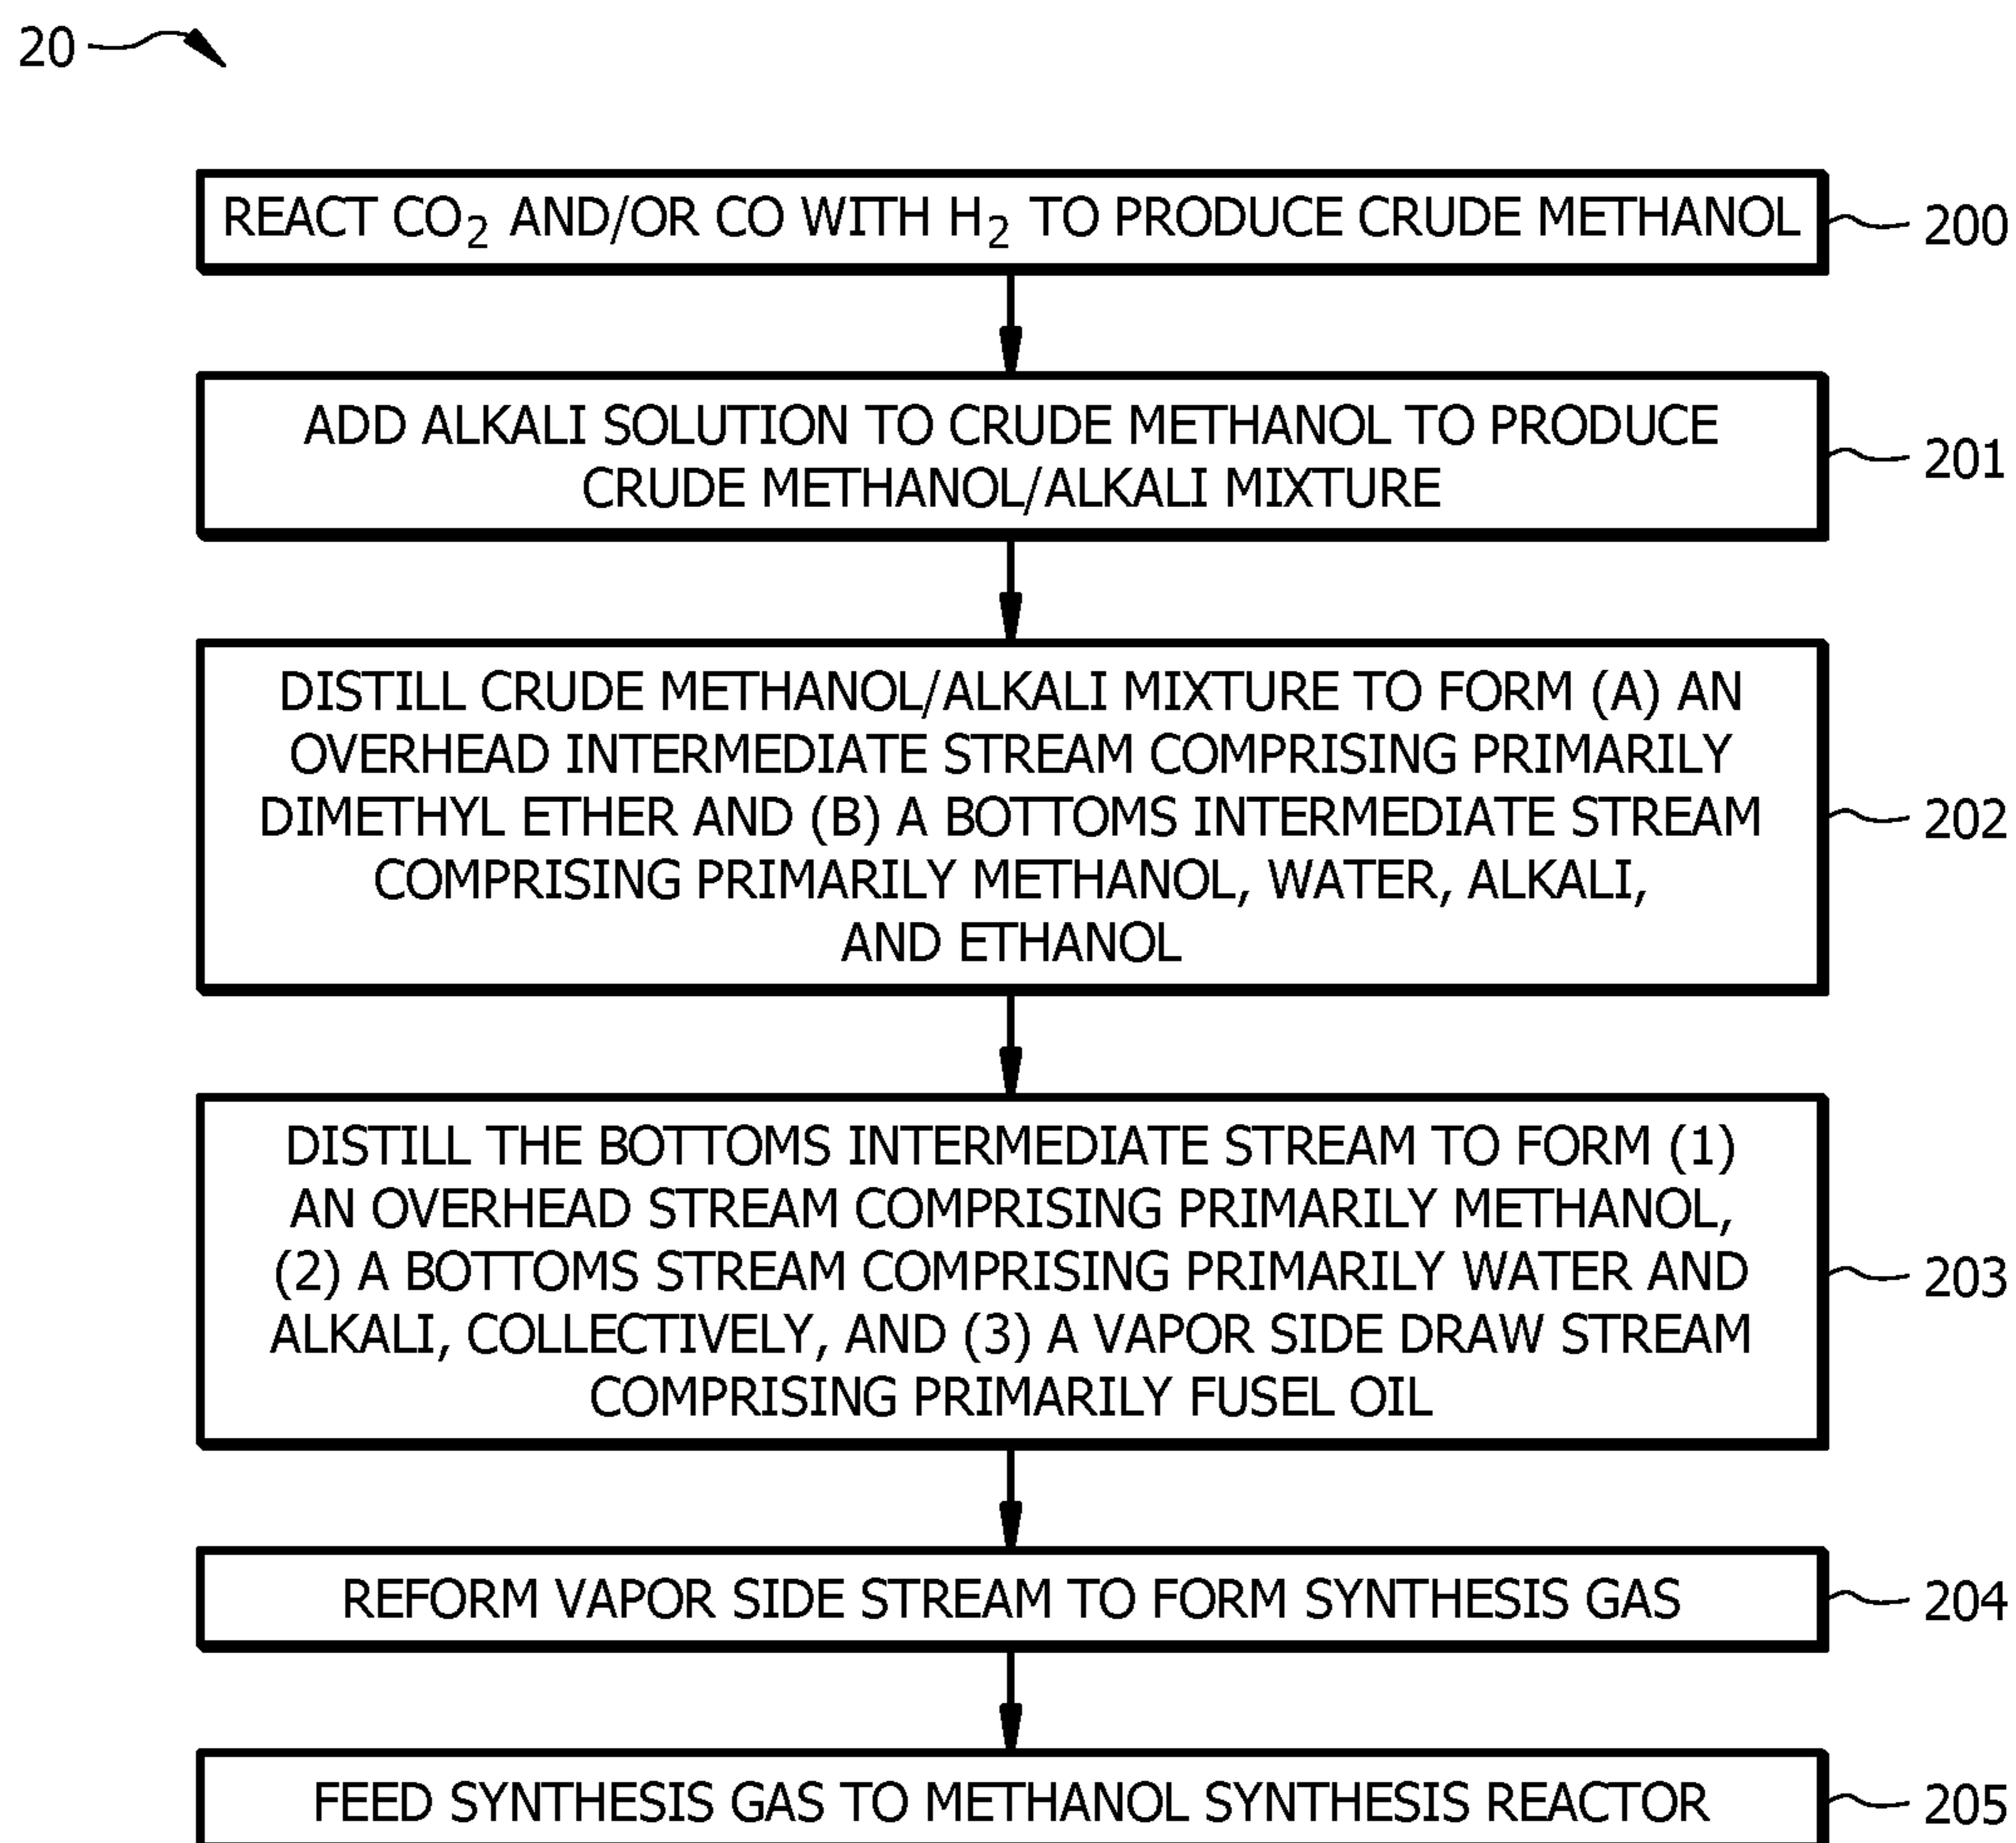 20
REACT CO₂ AND/OR CO WITH H₂ TO PRODUCE CRUDE METHANOL
200
ADD ALKALI SOLUTION TO CRUDE METHANOL TO PRODUCE
CRUDE METHANOL/ALKALI MIXTURE
201
DISTILL CRUDE METHANOL/ALKALI MIXTURE TO FORM (A) AN
OVERHEAD INTERMEDIATE STREAM COMPRISING PRIMARILY
DIMETHYL ETHER AND (B) A BOTTOMS INTERMEDIATE STREAM
COMPRISING PRIMARILY METHANOL, WATER, ALKALI,
AND ETHANOL
202
DISTILL THE BOTTOMS INTERMEDIATE STREAM TO FORM (1)
AN OVERHEAD STREAM COMPRISING PRIMARILY METHANOL,
(2) A BOTTOMS STREAM COMPRISING PRIMARILY WATER AND
ALKALI, COLLECTIVELY, AND (3) A VAPOR SIDE DRAW STREAM
COMPRISING PRIMARILY FUSEL OIL
203
REFORM VAPOR SIDE STREAM TO FORM SYNTHESIS GAS
204
FEED SYNTHESIS GAS TO METHANOL SYNTHESIS REACTOR
205